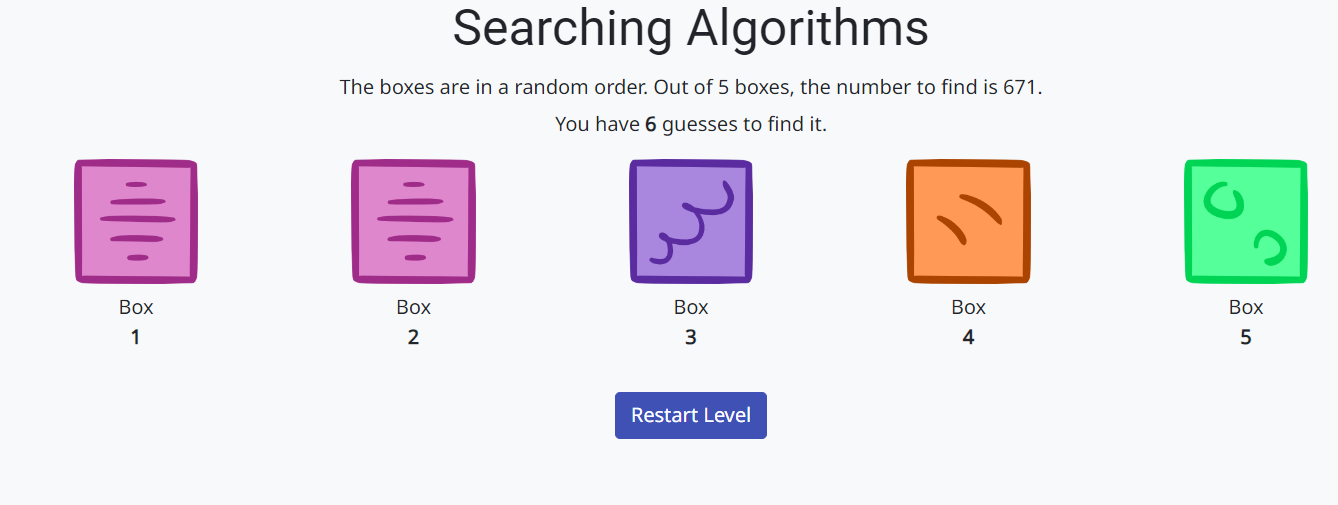 Searching Algorithms
The boxes are in a random order. Out of 5 boxes, the number to find is 671.
You have 6 guesses to find it.
Box Box Box Box Box
1 2 3 4 5
Restart Level